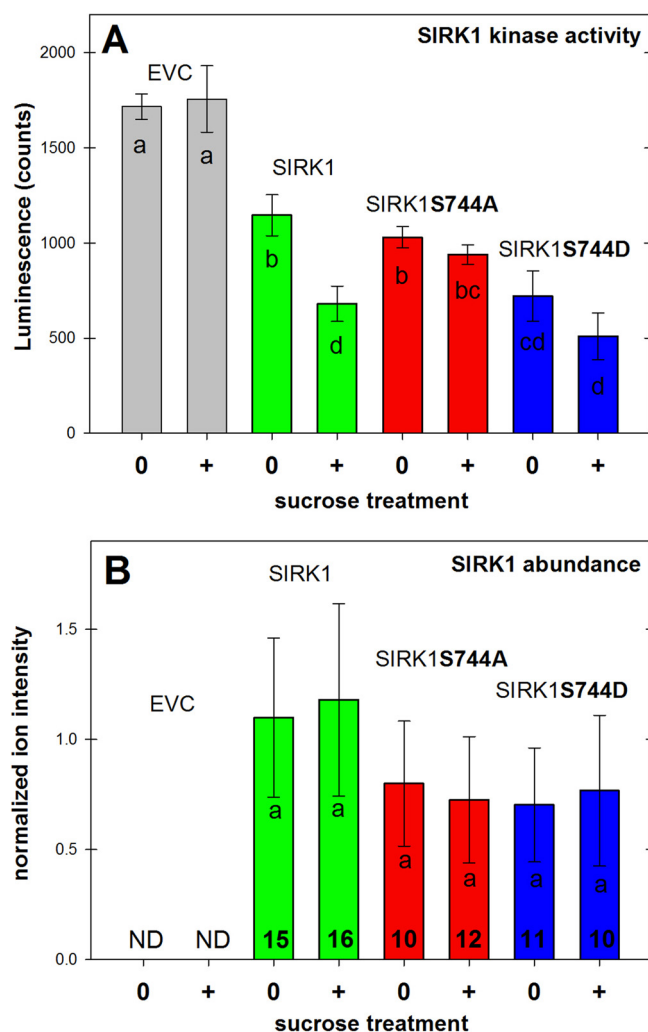 A
SIRK1 kinase activity
Luminescence (counts)
2000
1500
1000
500
0
EVC
SIRK1
SIRK1S744A
SIRK1S744D
a
a
b
d
b
bc
cd
d
0 + 0 + 0 + 0 +
sucrose treatment
B
SIRK1 abundance
normalized ion intensity
1.5
1.0
0.5
0.0
SIRK1
SIRK1S744A
SIRK1S744D
EVC
a
a
a
a
a
a
ND ND 15 16 10 12 11 10
0 + 0 + 0 + 0 +
sucrose treatment